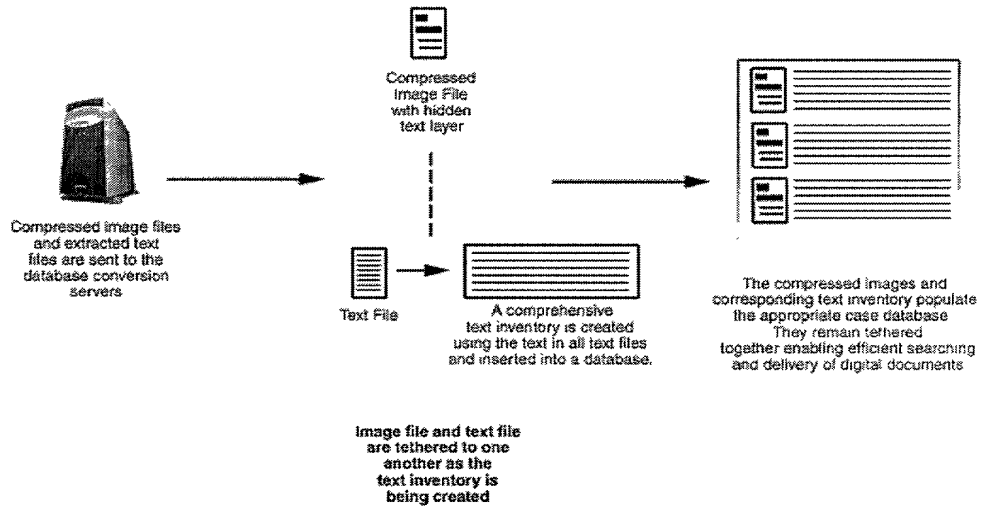 Compressed
Image File
with hidden
text layer
Compressed image files
and extracted text
files are sent to the
database conversion
servers
Text File
A comprehensive
text inventory is created
using the text in all text files
and inserted into a database.
The compressed images and
corresponding text inventory populate
the appropriate case database
They remain tethered
together enabling efficient searching
and delivery of digital documents
Image file and text file
are tethered to one
another as the
text inventory is
being created